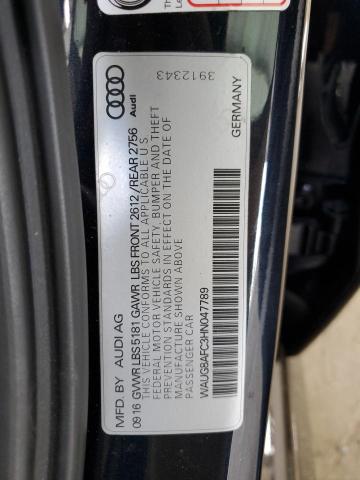 MFD. BY AUDI AG
Audi
09 16 GVWR LBS 5181 GAWR LBS FRONT 2612/REAR 2756
THIS VEHICLE CONFORMS TO ALL APPLICABLE U S
FEDERAL MOTOR VEHICLE SAFETY, BUMPER AND THEFT
PREVENTION STANDARDS IN EFFECT ON THE DATE OF
MANUFACTURE SHOWN ABOVE
PASSENGER CAR
WAUG8AFC3HN047789
GERMANY
3912343
Th
Le